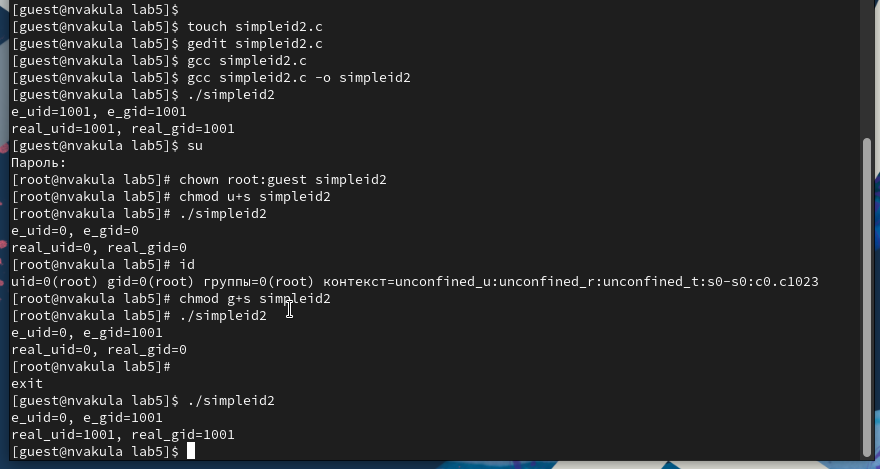 [guest@nvakula lab5]$
[guest@nvakula lab5]$ touch simpleid2.c
[guest@nvakula lab5]$ gedit simpleid2.c
[guest@nvakula lab5]$ gcc simpleid2.c
[guest@nvakula lab5]$ gcc simpleid2.c -o simpleid2
[guest@nvakula lab5]$ ./simpleid2
e_uid=1001, e_gid=1001
real_uid=1001, real_gid=1001
[guest@nvakula lab5]$ su
Пароль:
[root@nvakula lab5]# chown root:guest simpleid2
[root@nvakula lab5]# chmod u+s simpleid2
[root@nvakula lab5]# ./simpleid2
e_uid=0, e_gid=0
real_uid=0, real_gid=0
[root@nvakula lab5]# id
uid=0(root) gid=0(root) группы=0(root) контекст=unconfined_u:unconfined_r:unconfined_t:s0-s0:c0.c1023
[root@nvakula lab5]# chmod g+s simpleid2
[root@nvakula lab5]# ./simpleid2
e_uid=0, e_gid=1001
real_uid=0, real_gid=0
[root@nvakula lab5]#
exit
[guest@nvakula lab5]$ ./simpleid2
e_uid=0, e_gid=1001
real_uid=1001, real_gid=1001
[guest@nvakula lab5]$